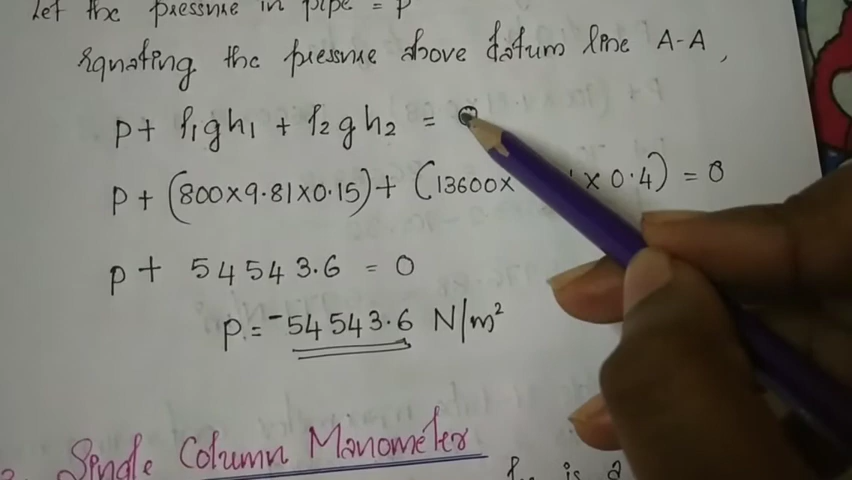 Let the pressure in pipe = p
Equating the pressure above datum line A-A,
p + ρ₁gh₁ + ρ₂gh₂ = 0
p + (800×9.81×0.15) + (13600× × 0.4) = 0
p + 54543.6 = 0
p = -54543.6 N/m²
Single Column Manometer
is a